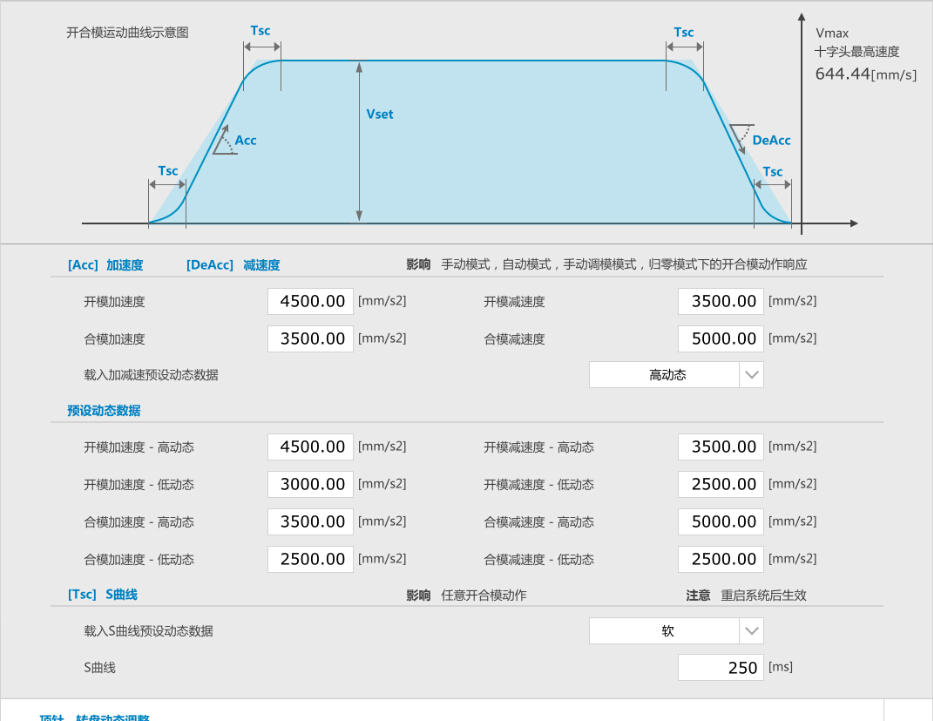 开合模运动曲线示意图
Tsc
Tsc
Vmax
十字头最高速度
644.44[mm/s]
Vset
Acc
DeAcc
Tsc
Tsc
[Acc] 加速度 [DeAcc] 减速度 影响 手动模式，自动模式，手动调模模式，归零模式下的开合模动作响应
开模加速度 4500.00 [mm/s2] 开模减速度 3500.00 [mm/s2]
合模加速度 3500.00 [mm/s2] 合模减速度 5000.00 [mm/s2]
载入加减速预设动态数据 高动态
预设动态数据
开模加速度 - 高动态 4500.00 [mm/s2] 开模减速度 - 高动态 3500.00 [mm/s2]
开模加速度 - 低动态 3000.00 [mm/s2] 开模减速度 - 低动态 2500.00 [mm/s2]
合模加速度 - 高动态 3500.00 [mm/s2] 合模减速度 - 高动态 5000.00 [mm/s2]
合模加速度 - 低动态 2500.00 [mm/s2] 合模减速度 - 低动态 2500.00 [mm/s2]
[Tsc] S曲线 影响 任意开合模动作 注意 重启系统后生效
载入S曲线预设动态数据 软
S曲线 250 [ms]
顶针、转盘动态调整